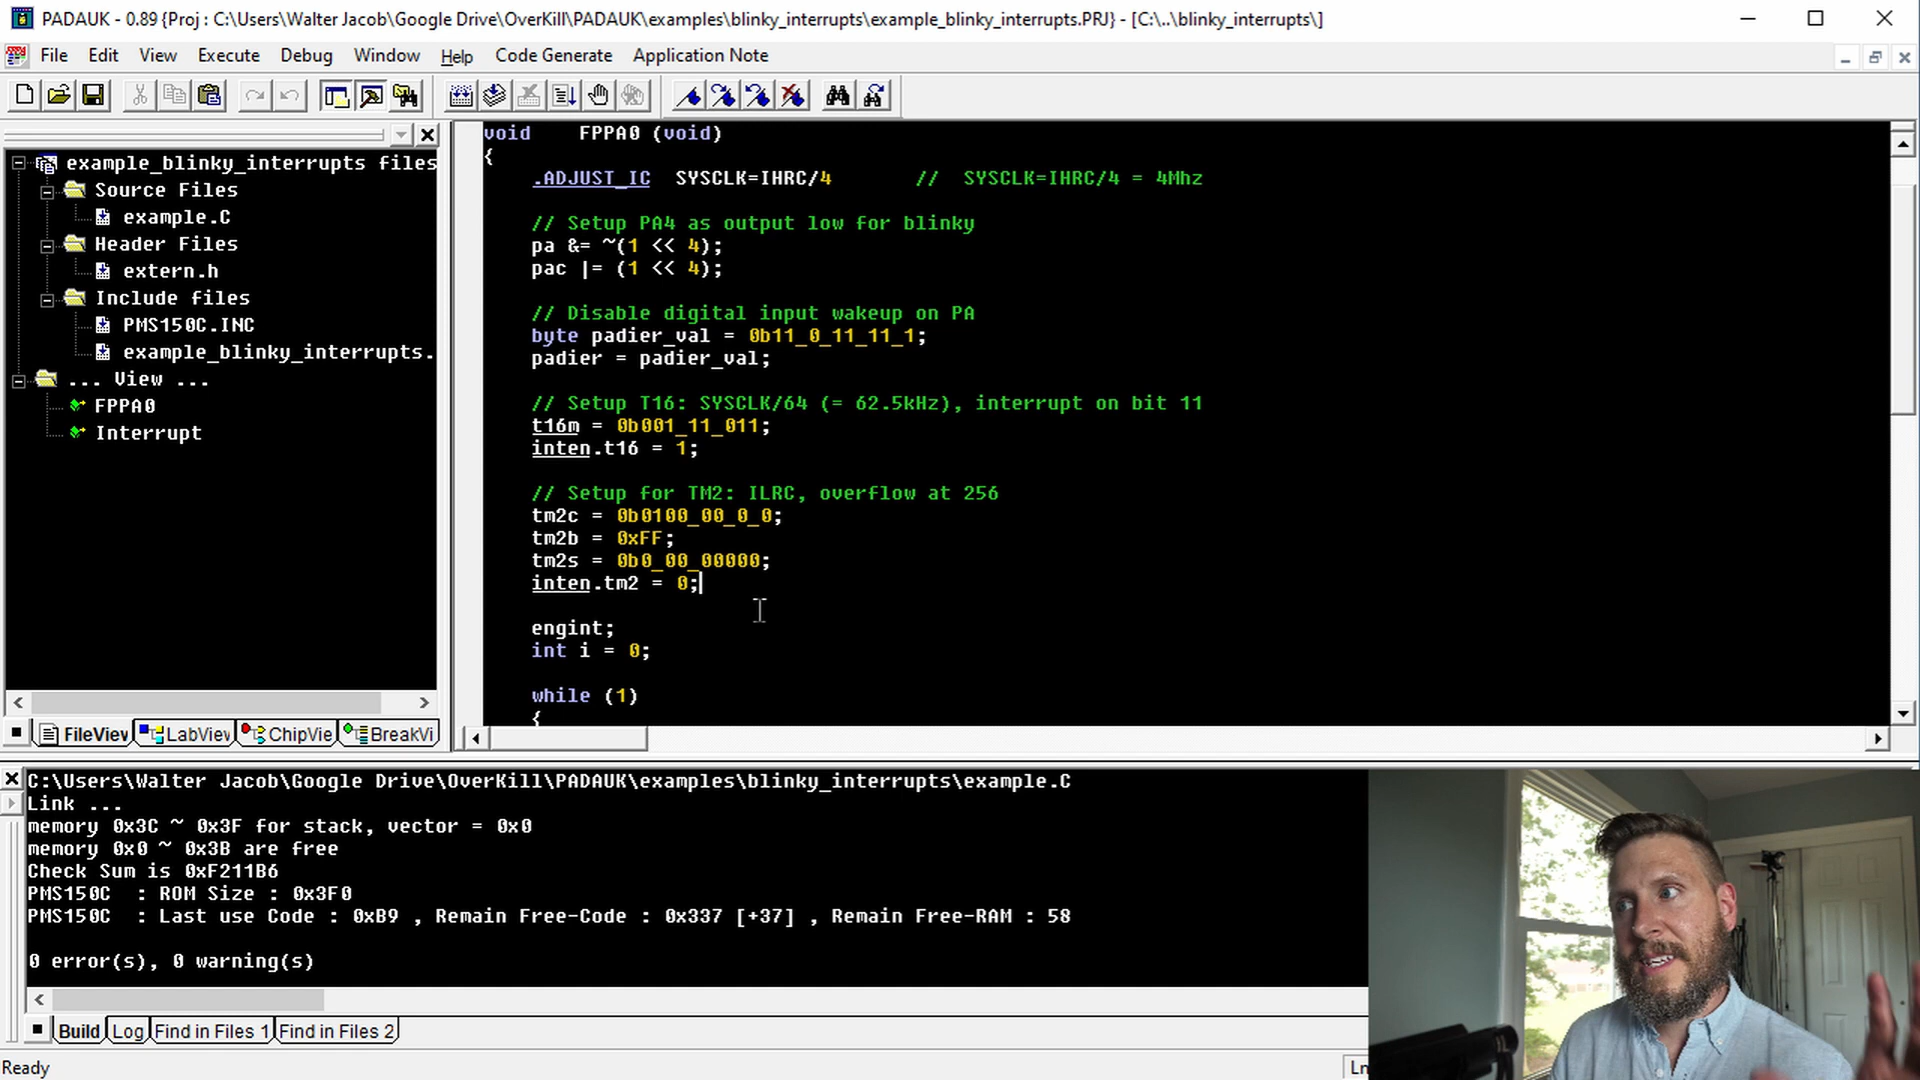 PADAUK - 0.89 {Proj : C:\Users\Walter Jacob\Google Drive\OverKill\PADAUK\examples\blinky_interrupts\example_blinky_interrupts.PRJ} - [C:\..\blinky_interrupts\]
File Edit View Execute Debug Window Help Code Generate Application Note
example_blinky_interrupts files
Source Files
example.C
Header Files
extern.h
Include files
PMS150C.INC
example_blinky_interrupts.
... View ...
FPPA0
Interrupt
FileView LabView ChipVie BreakVi
void FPPA0 (void)
{
.ADJUST_IC SYSCLK=IHRC/4 // SYSCLK=IHRC/4 = 4Mhz
// Setup PA4 as output low for blinky
pa &= ~(1 << 4);
pac |= (1 << 4);
// Disable digital input wakeup on PA
byte padier_val = 0b11_0_11_11_1;
padier = padier_val;
// Setup T16: SYSCLK/64 (= 62.5kHz), interrupt on bit 11
t16m = 0b001_11_011;
inten.t16 = 1;
// Setup for TM2: ILRC, overflow at 256
tm2c = 0b0100_00_0_0;
tm2b = 0xFF;
tm2s = 0b0_00_00000;
inten.tm2 = 0;
engint;
int i = 0;
while (1)
{
C:\Users\Walter Jacob\Google Drive\OverKill\PADAUK\examples\blinky_interrupts\example.C
Link ...
memory 0x3C ~ 0x3F for stack, vector = 0x0
memory 0x0 ~ 0x3B are free
Check Sum is 0xF211B6
PMS150C : ROM Size : 0x3F0
PMS150C : Last use Code : 0xB9 , Remain Free-Code : 0x337 [+37] , Remain Free-RAM : 58
0 error(s), 0 warning(s)
Build Log Find in Files 1 Find in Files 2
Ready
Ln